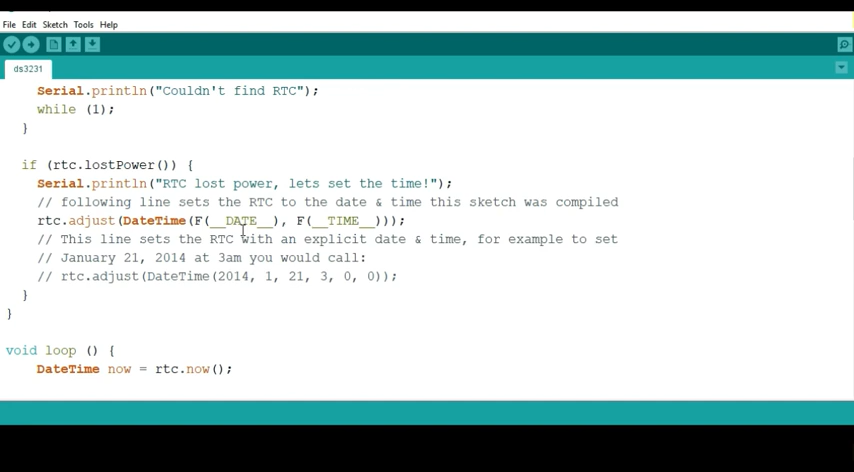 File Edit Sketch Tools Help
ds3231
Serial.println("Couldn't find RTC");
while (1);
}
if (rtc.lostPower()) {
Serial.println("RTC lost power, lets set the time!");
// following line sets the RTC to the date & time this sketch was compiled
rtc.adjust(DateTime(F(__DATE__), F(__TIME__)));
// This line sets the RTC with an explicit date & time, for example to set
// January 21, 2014 at 3am you would call:
// rtc.adjust(DateTime(2014, 1, 21, 3, 0, 0));
}
}
void loop () {
DateTime now = rtc.now();